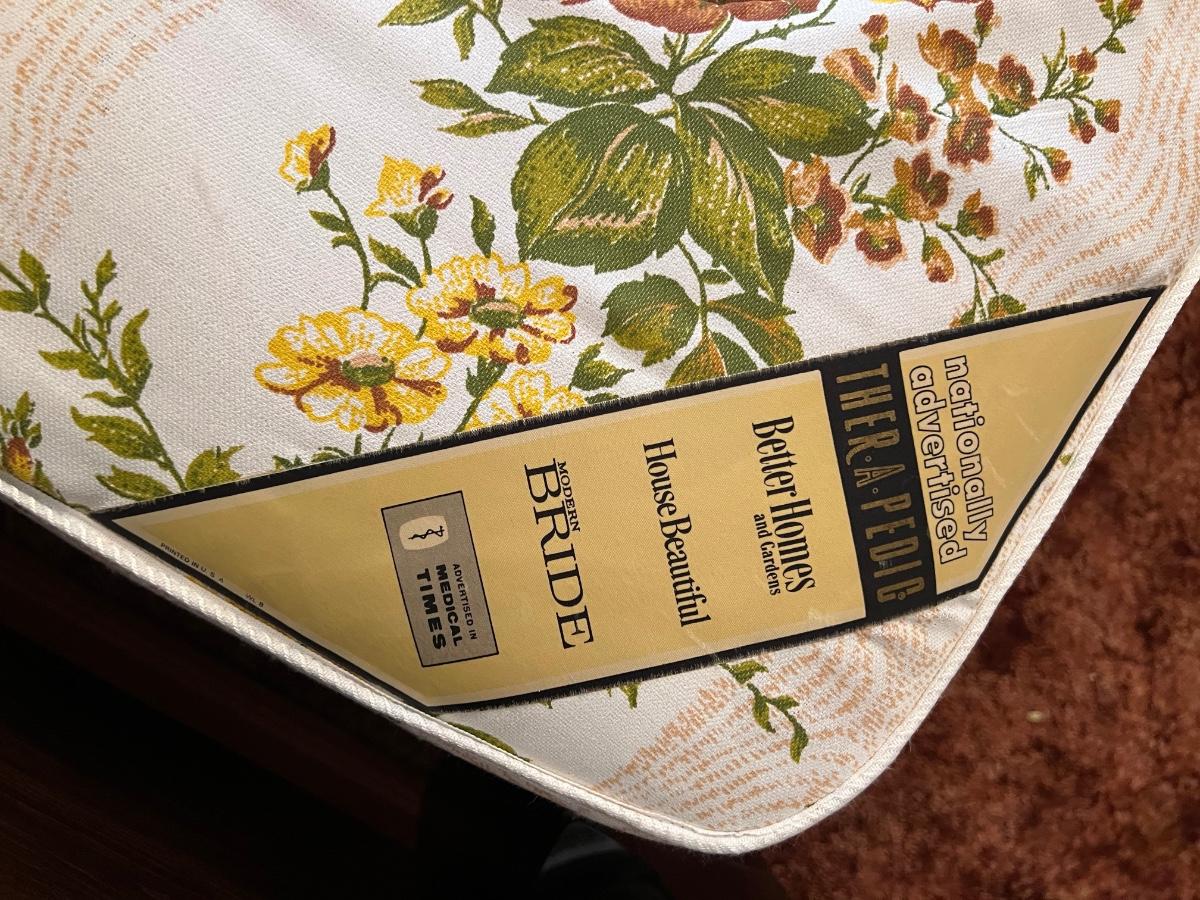 nationally
advertised
THER·A·PEDIC
Better Homes
and Gardens
House Beautiful
MODERN
BRIDE
ADVERTISED IN
MEDICAL
TIMES
PRINTED IN U.S.A.